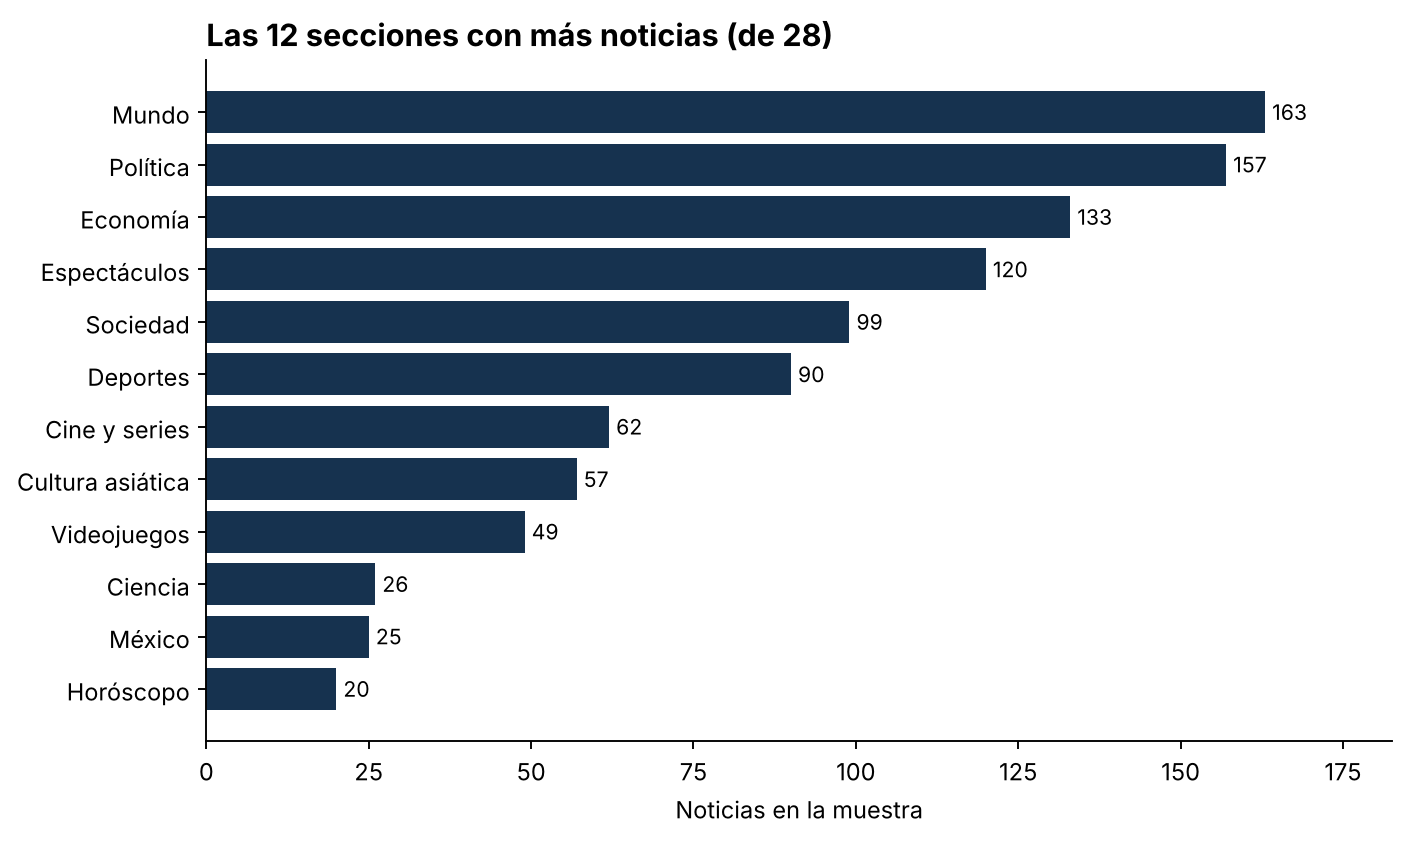 Las 12 secciones con más noticias (de 28)
Mundo 163
Política 157
Economía 133
Espectáculos 120
Sociedad 99
Deportes 90
Cine y series 62
Cultura asiática 57
Videojuegos 49
Ciencia 26
México 25
Horóscopo 20
0 25 50 75 100 125 150 175
Noticias en la muestra